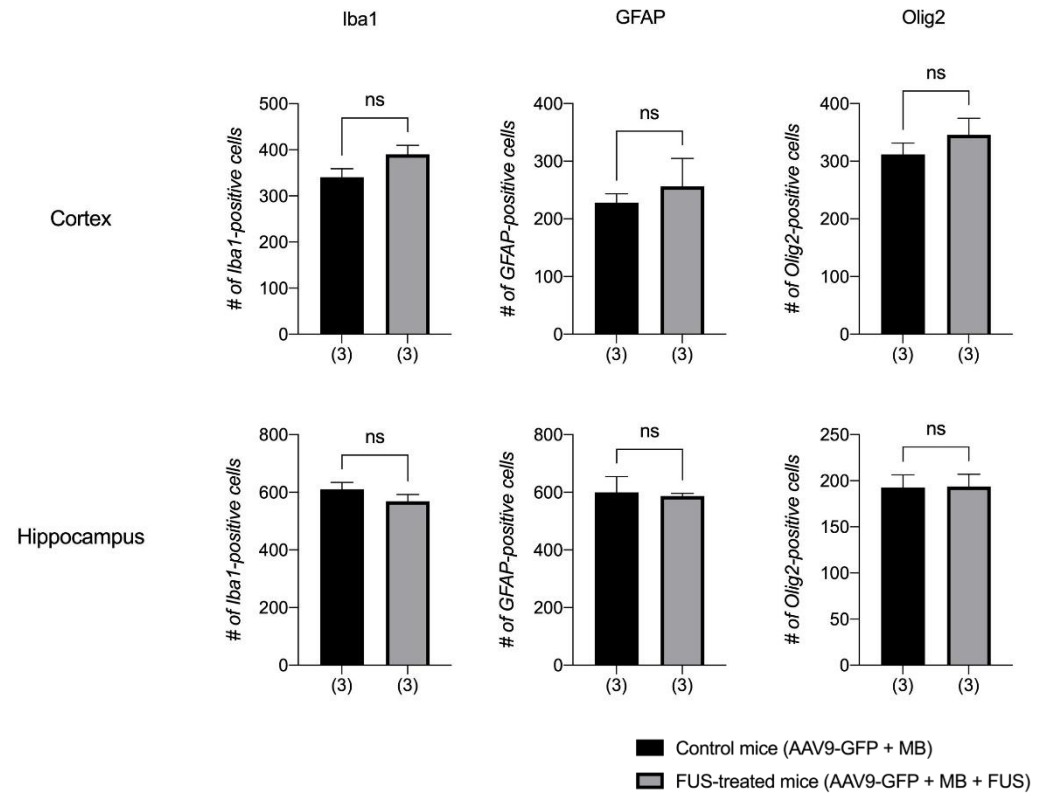 Iba1
GFAP
Olig2
Cortex
# of Iba1-positive cells
500
400
300
200
100
0
ns
(3) (3)
# of GFAP-positive cells
400
300
200
100
0
ns
(3) (3)
# of Olig2-positive cells
400
300
200
100
0
ns
(3) (3)
Hippocampus
# of Iba1-positive cells
800
600
400
200
0
ns
(3) (3)
# of GFAP-positive cells
800
600
400
200
0
ns
(3) (3)
# of Olig2-positive cells
250
200
150
100
50
0
ns
(3) (3)
Control mice (AAV9-GFP + MB)
FUS-treated mice (AAV9-GFP + MB + FUS)